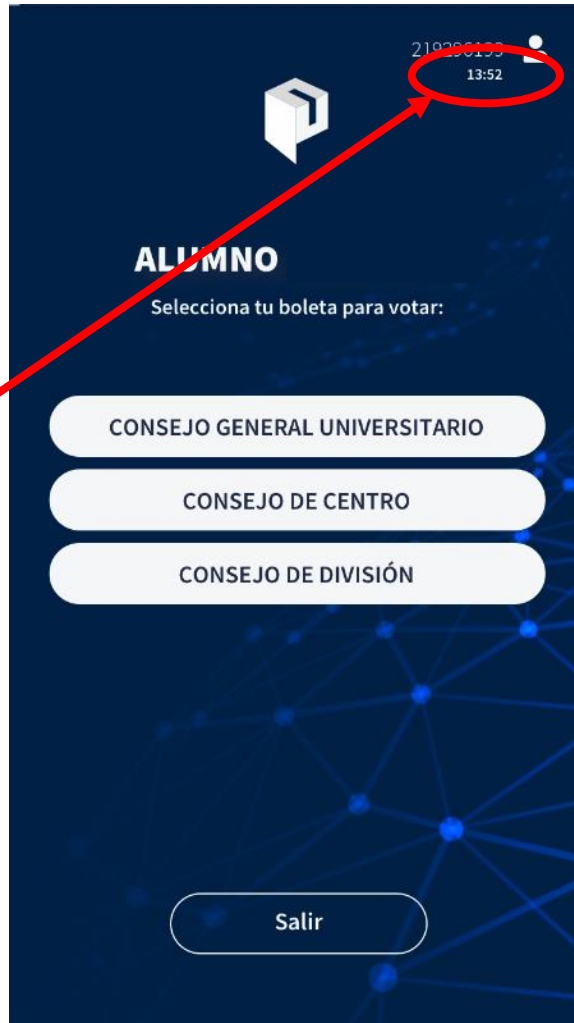 13:52
ALUMNO
Selecciona tu boleta para votar:
CONSEJO GENERAL UNIVERSITARIO
CONSEJO DE CENTRO
CONSEJO DE DIVISIÓN
Salir